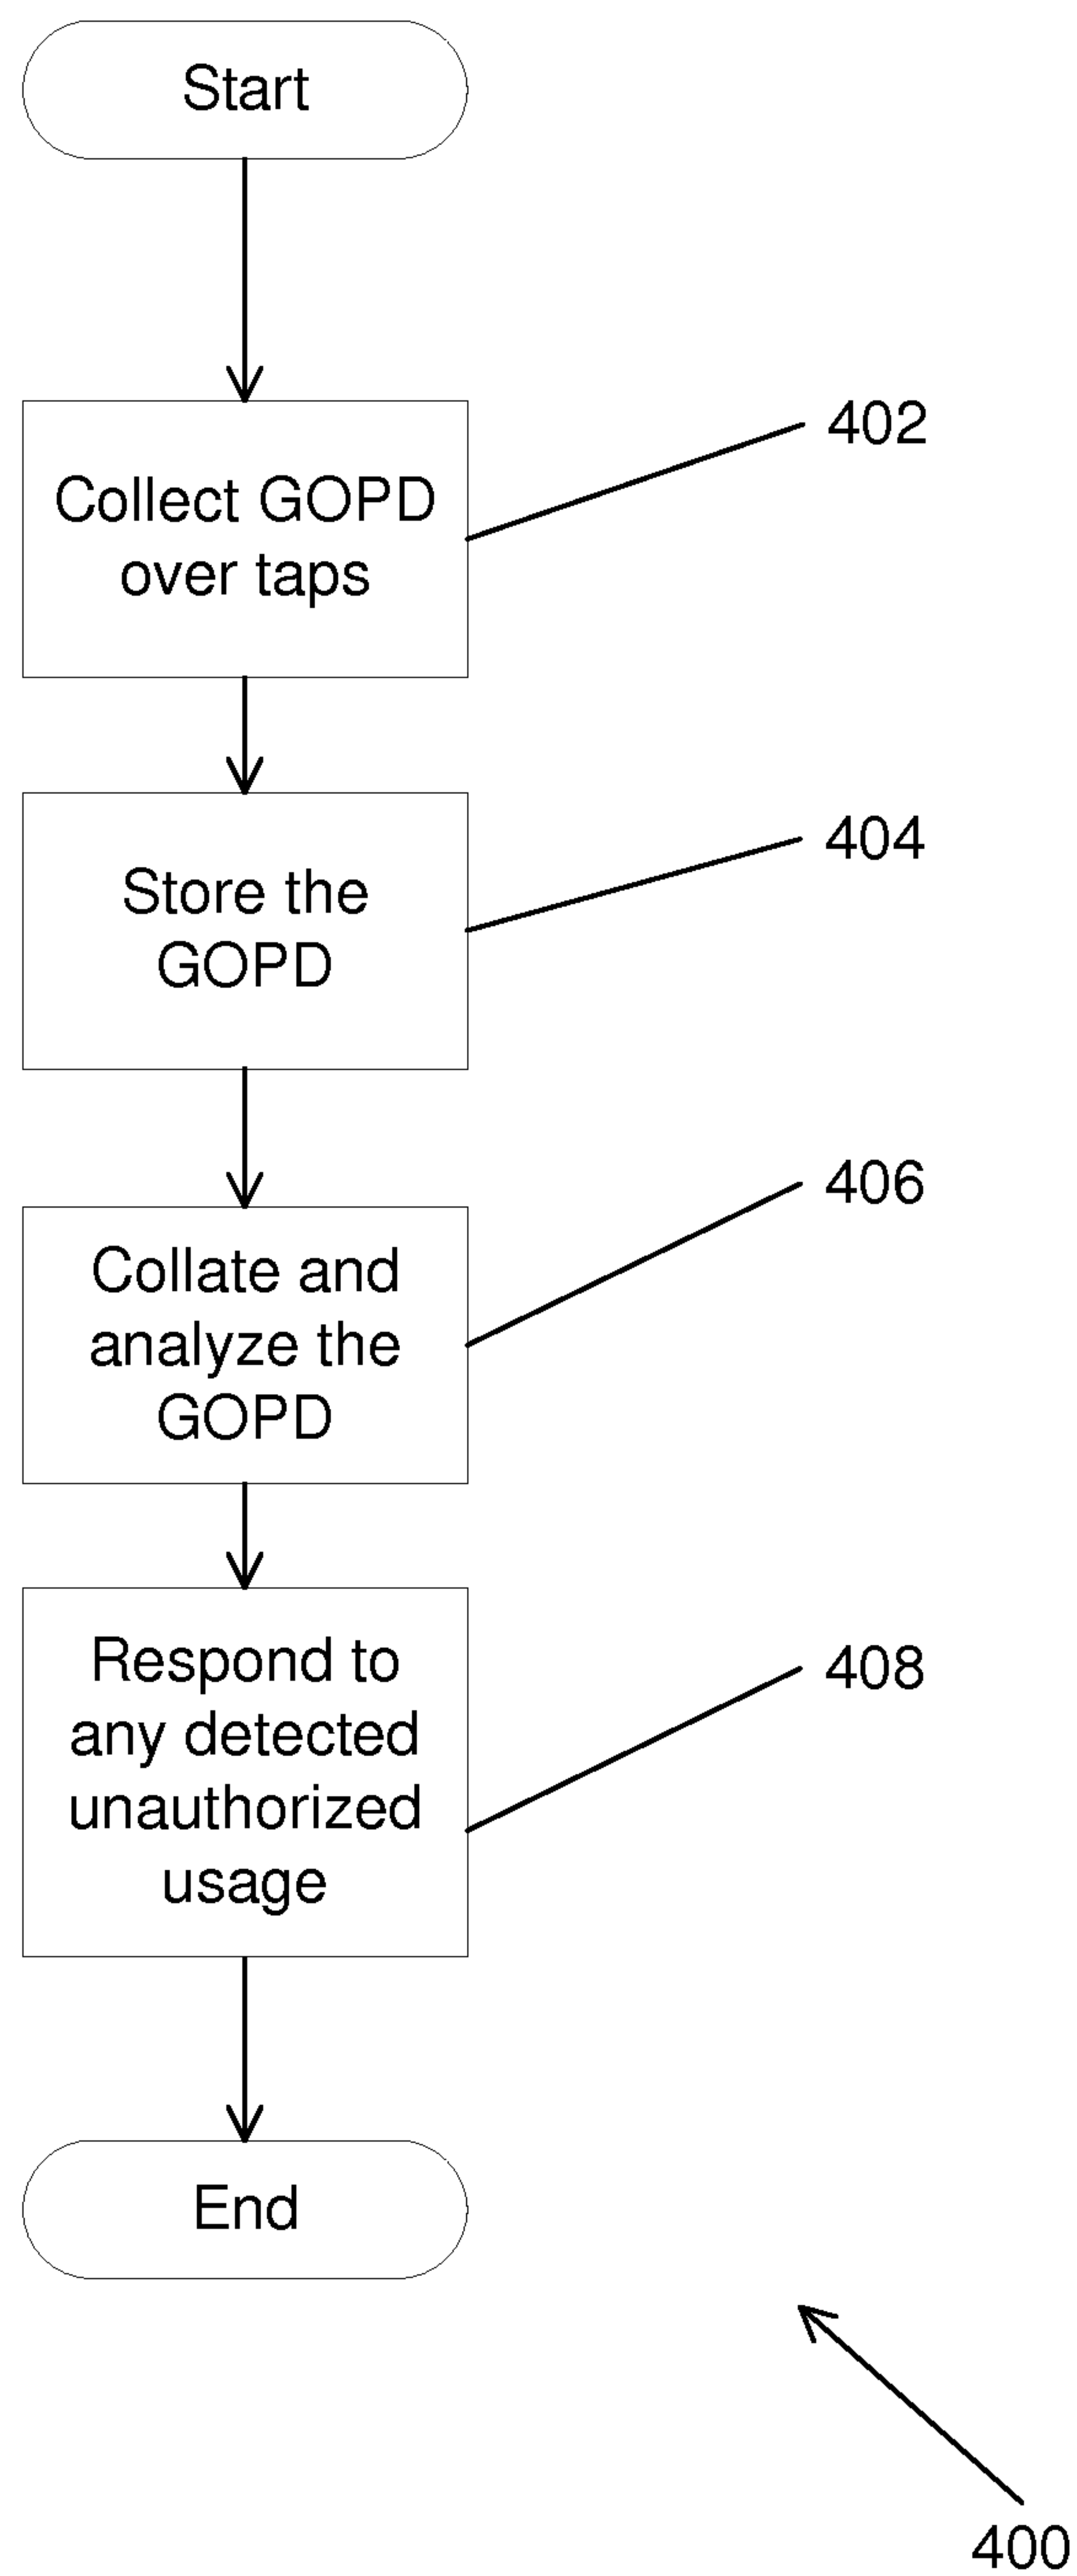 Start
402
Collect GOPD
over taps
404
Store the
GOPD
406
Collate and
analyze the
GOPD
408
Respond to
any detected
unauthorized
usage
End
400